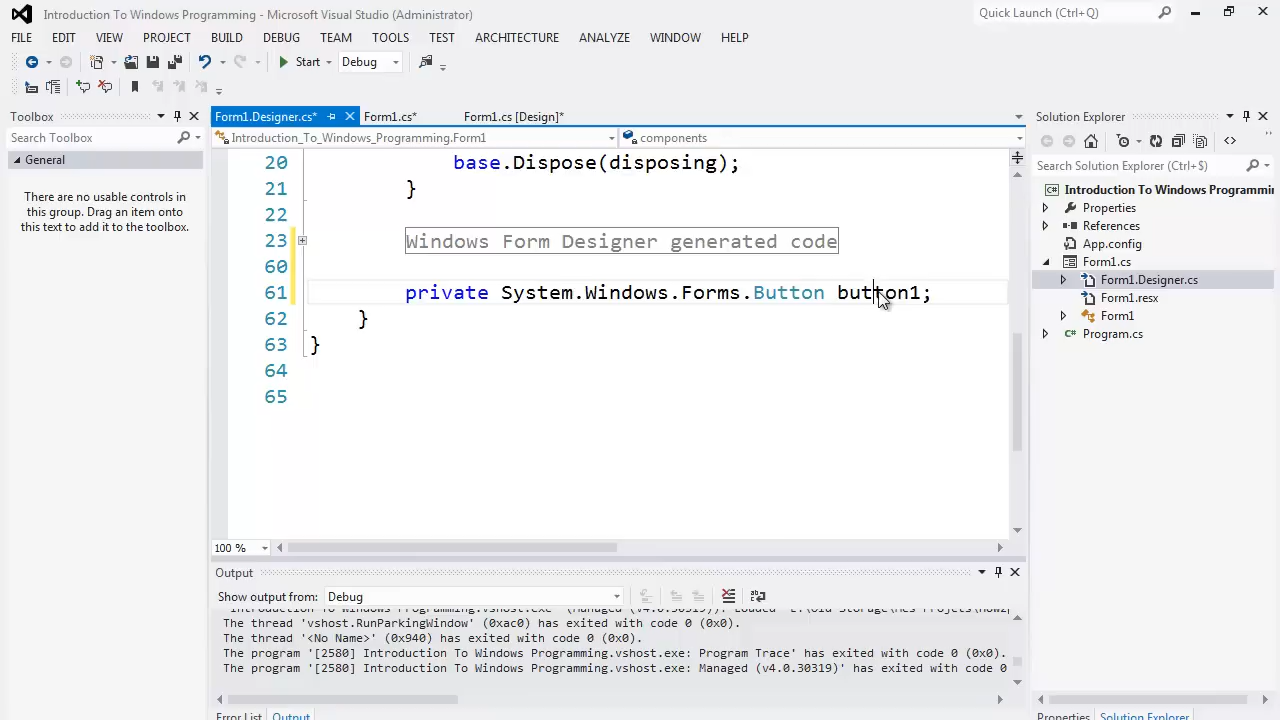 Introduction To Windows Programming - Microsoft Visual Studio (Administrator)
Quick Launch (Ctrl+Q)
FILE EDIT VIEW PROJECT BUILD DEBUG TEAM TOOLS TEST ARCHITECTURE ANALYZE WINDOW HELP
Start Debug
Toolbox
Search Toolbox
General
There are no usable controls in
this group. Drag an item onto
this text to add it to the toolbox.
Form1.Designer.cs* Form1.cs* Form1.cs [Design]*
Introduction_To_Windows_Programming.Form1 components
20 base.Dispose(disposing);
21 }
22
23 Windows Form Designer generated code
60
61 private System.Windows.Forms.Button button1;
62 }
63 }
64
65
100 %
Output
Show output from: Debug
The thread 'vshost.RunParkingWindow' (0xac0) has exited with code 0 (0x0).
The thread '<No Name>' (0x940) has exited with code 0 (0x0).
The program '[2580] Introduction To Windows Programming.vshost.exe: Program Trace' has exited with code 0 (0x0).
The program '[2580] Introduction To Windows Programming.vshost.exe: Managed (v4.0.30319)' has exited with code 0
Error List Output
Solution Explorer
Search Solution Explorer (Ctrl+$)
Introduction To Windows Programmin
Properties
References
App.config
Form1.cs
Form1.Designer.cs
Form1.resx
Form1
Program.cs
Properties Solution Explorer